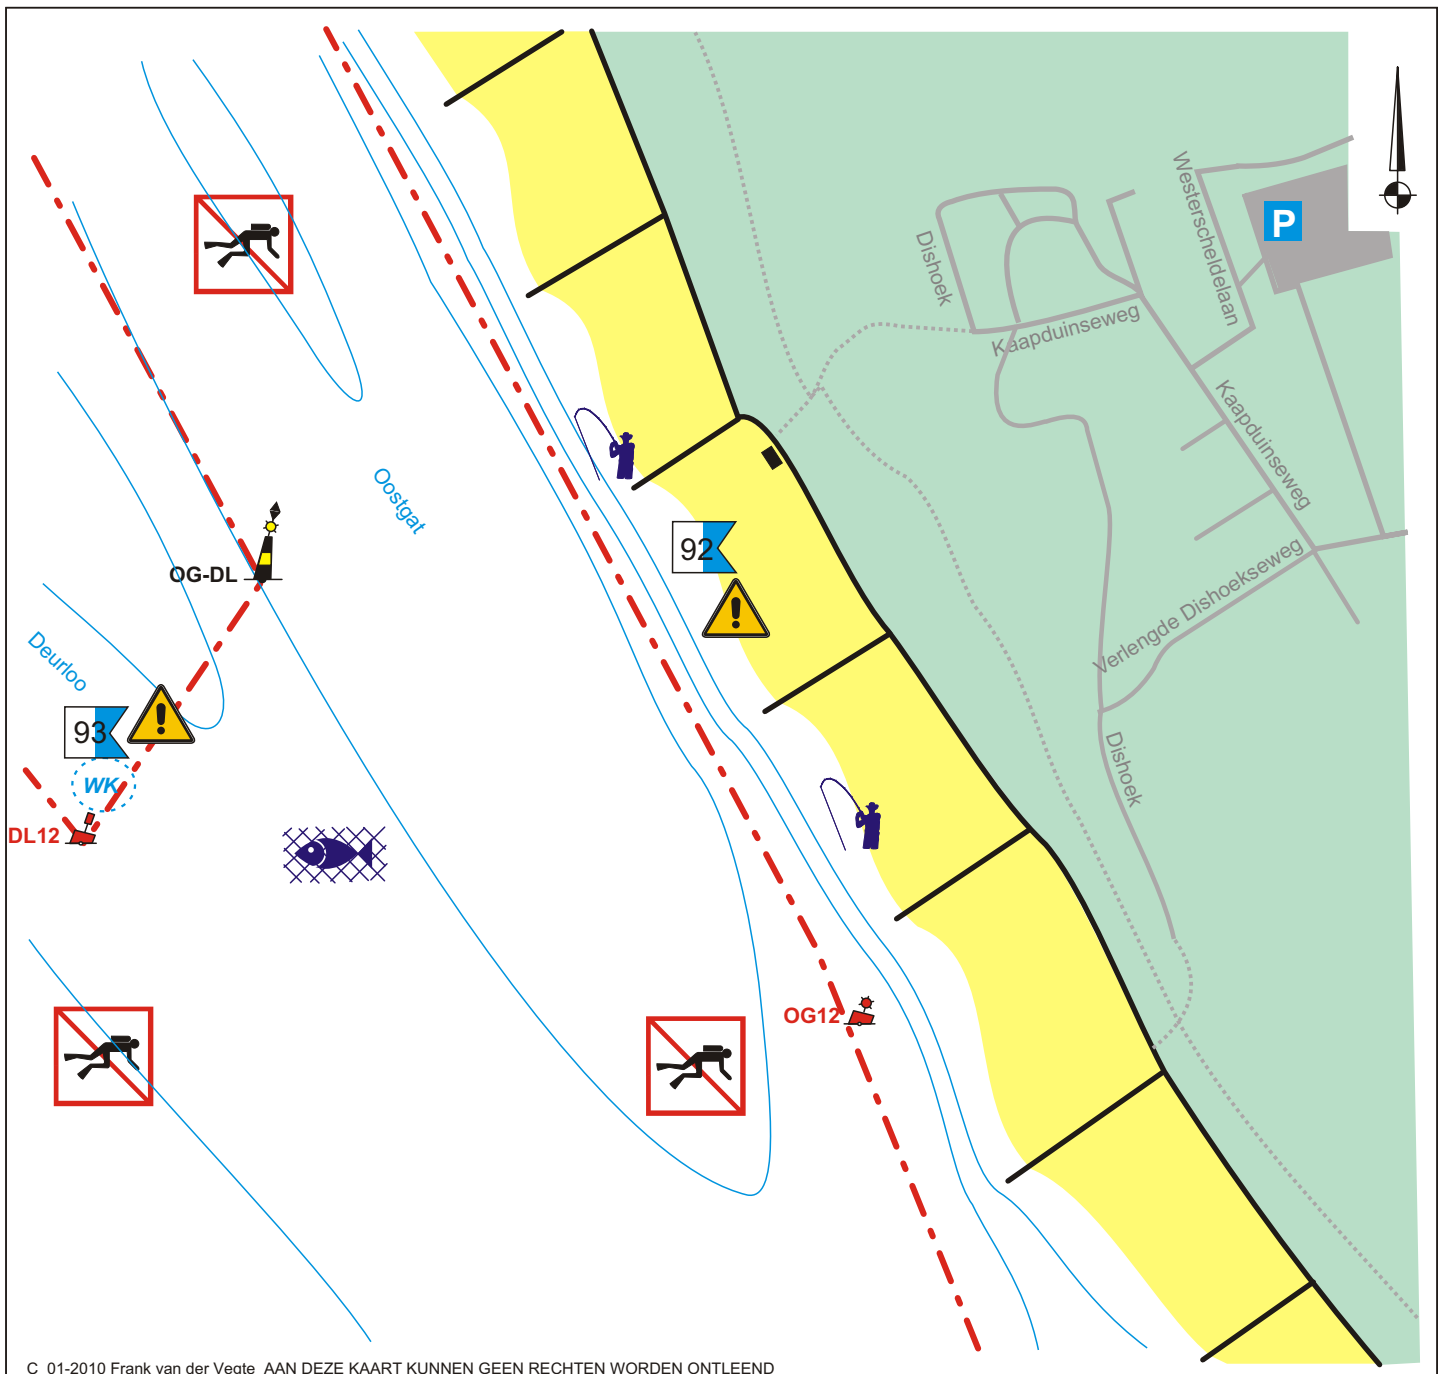 P
Westerscheldelaan
Dishoek
Kaapduinseweg
Kaapduinseweg
Oostgat
92
OG-DL
Verlengde Dishoekseweg
Deurloo
93
WK
DL12
Dishoek
OG12
C 01-2010 Frank van der Vegte AAN DEZE KAART KUNNEN GEEN RECHTEN WORDEN ONTLEEND